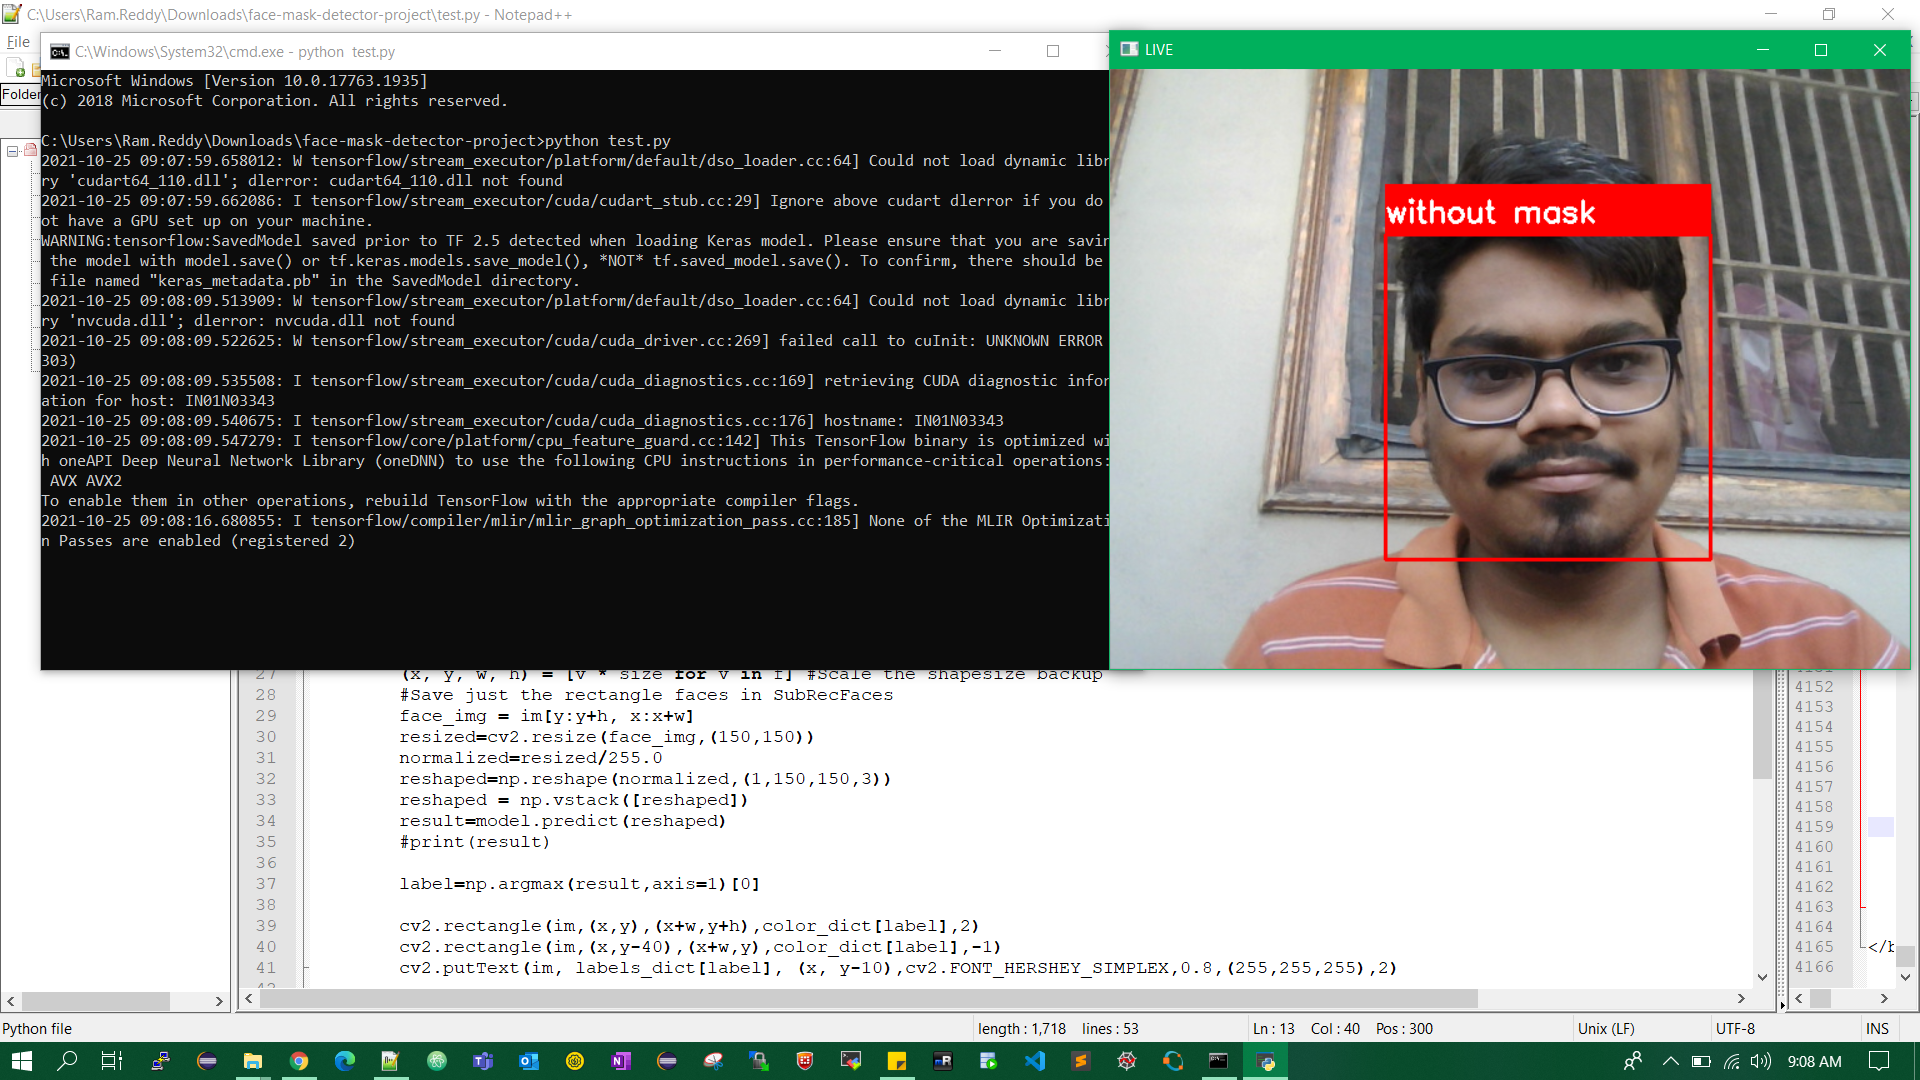 C:\Users\Ram.Reddy\Downloads\face-mask-detector-project\test.py - Notepad++
File
Folder
C:\Windows\System32\cmd.exe - python  test.py
Microsoft Windows [Version 10.0.17763.1935]
(c) 2018 Microsoft Corporation. All rights reserved.
C:\Users\Ram.Reddy\Downloads\face-mask-detector-project>python test.py
2021-10-25 09:07:59.658012: W tensorflow/stream_executor/platform/default/dso_loader.cc:64] Could not load dynamic libr
ry 'cudart64_110.dll'; dlerror: cudart64_110.dll not found
2021-10-25 09:07:59.662086: I tensorflow/stream_executor/cuda/cudart_stub.cc:29] Ignore above cudart dlerror if you do
ot have a GPU set up on your machine.
WARNING:tensorflow:SavedModel saved prior to TF 2.5 detected when loading Keras model. Please ensure that you are savin
the model with model.save() or tf.keras.models.save_model(), *NOT* tf.saved_model.save(). To confirm, there should be
file named "keras_metadata.pb" in the SavedModel directory.
2021-10-25 09:08:09.513909: W tensorflow/stream_executor/platform/default/dso_loader.cc:64] Could not load dynamic libr
ry 'nvcuda.dll'; dlerror: nvcuda.dll not found
2021-10-25 09:08:09.522625: W tensorflow/stream_executor/cuda/cuda_driver.cc:269] failed call to cuInit: UNKNOWN ERROR
303)
2021-10-25 09:08:09.535508: I tensorflow/stream_executor/cuda/cuda_diagnostics.cc:169] retrieving CUDA diagnostic infor
ation for host: IN01N03343
2021-10-25 09:08:09.540675: I tensorflow/stream_executor/cuda/cuda_diagnostics.cc:176] hostname: IN01N03343
2021-10-25 09:08:09.547279: I tensorflow/core/platform/cpu_feature_guard.cc:142] This TensorFlow binary is optimized wi
h oneAPI Deep Neural Network Library (oneDNN) to use the following CPU instructions in performance-critical operations:
AVX AVX2
To enable them in other operations, rebuild TensorFlow with the appropriate compiler flags.
2021-10-25 09:08:16.680855: I tensorflow/compiler/mlir/mlir_graph_optimization_pass.cc:185] None of the MLIR Optimizati
n Passes are enabled (registered 2)
LIVE
without mask
27 (x, y, w, h) = [v * size for v in f] #Scale the shapesize backup
28 #Save just the rectangle faces in SubRecFaces
29 face_img = im[y:y+h, x:x+w]
30 resized=cv2.resize(face_img,(150,150))
31 normalized=resized/255.0
32 reshaped=np.reshape(normalized,(1,150,150,3))
33 reshaped = np.vstack([reshaped])
34 result=model.predict(reshaped)
35 #print(result)
36
37 label=np.argmax(result,axis=1)[0]
38
39 cv2.rectangle(im,(x,y),(x+w,y+h),color_dict[label],2)
40 cv2.rectangle(im,(x,y-40),(x+w,y),color_dict[label],-1)
41 cv2.putText(im, labels_dict[label], (x, y-10),cv2.FONT_HERSHEY_SIMPLEX,0.8,(255,255,255),2)
4152
4153
4154
4155
4156
4157
4158
4159
4160
4161
4162
4163
4164
4165 </b
4166
Python file
length : 1,718    lines : 53
Ln : 13    Col : 40    Pos : 300
Unix (LF)
UTF-8
INS
9:08 AM